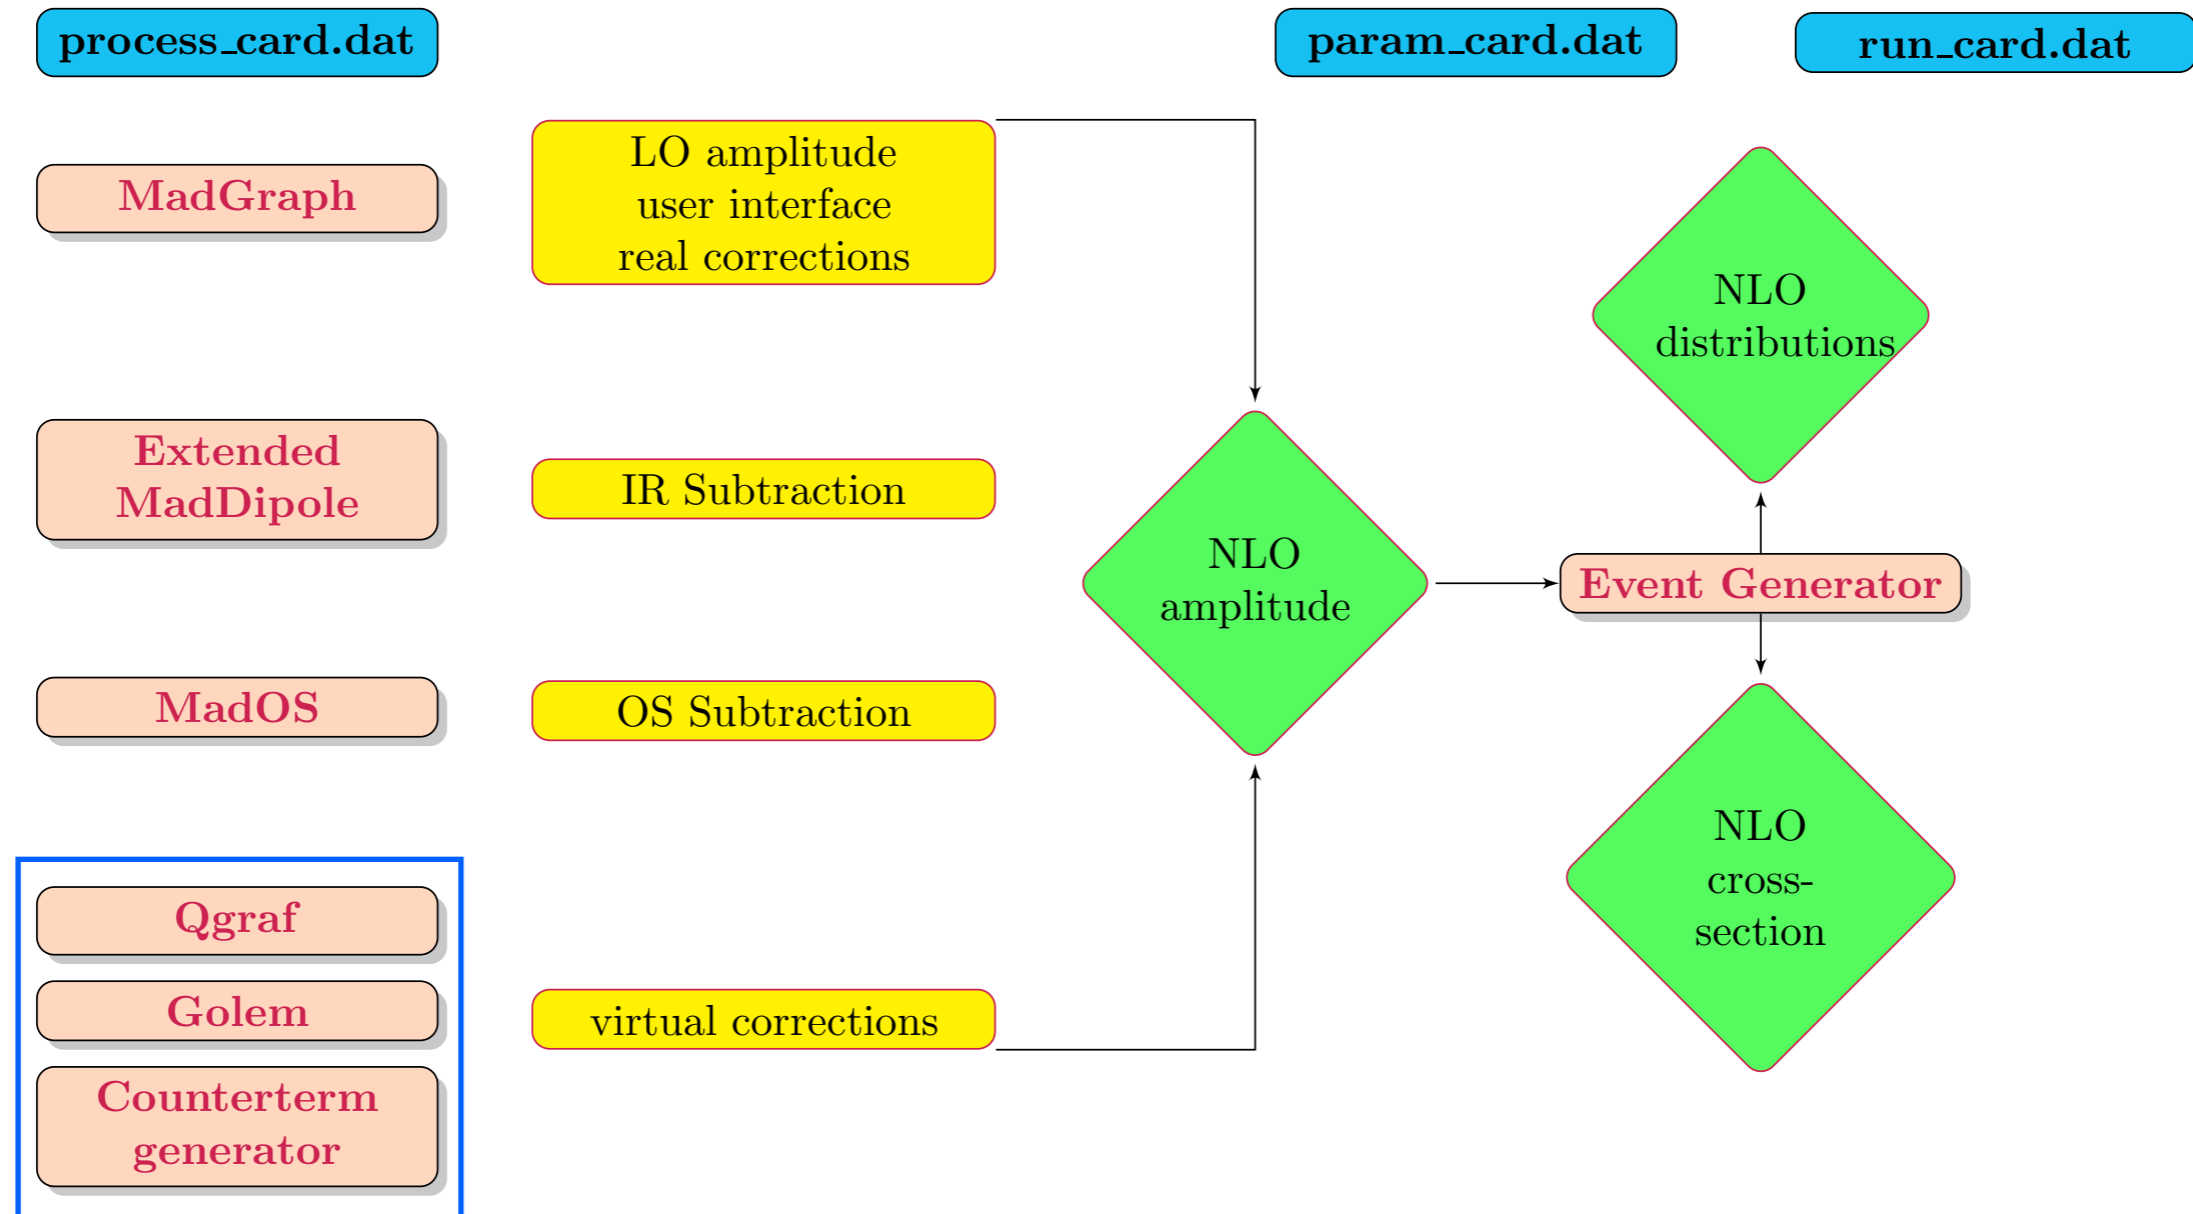 process_card.dat
param_card.dat
run_card.dat
MadGraph
LO amplitude
user interface
real corrections
NLO
distributions
Extended
MadDipole
IR Subtraction
NLO
amplitude
Event Generator
MadOS
OS Subtraction
NLO
cross-
section
Qgraf
Golem
virtual corrections
Counterterm
generator